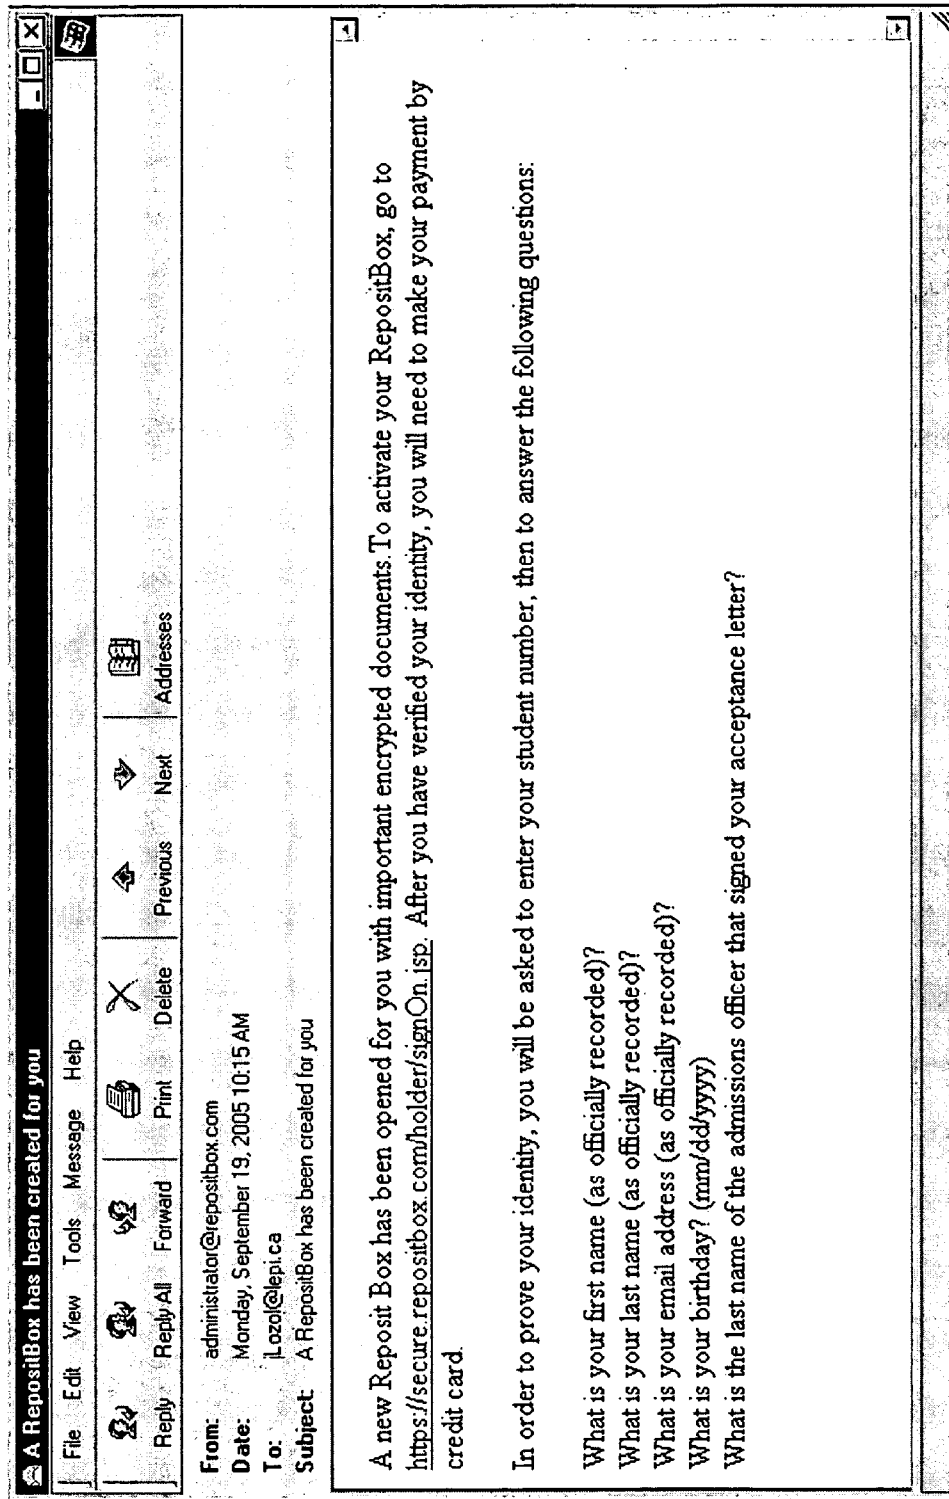 A RepositBox has been created for you
File Edit View Tools Message Help
Reply Reply All Forward Print Delete Previous Next Addresses
From: administrator@repositbox.com
Date: Monday, September 19, 2005 10:15 AM
To: jLozol@lepi.ca
Subject: A RepositBox has been created for you
A new Reposit Box has been opened for you with important encrypted documents.To activate your RepositBox, go to
https://secure.repositbox.com/holder/signOn.jsp. After you have verified your identity, you will need to make your payment by
credit card.
In order to prove your identity, you will be asked to enter your student number, then to answer the following questions:
What is your first name (as officially recorded)?
What is your last name (as officially recorded)?
What is your email address (as officially recorded)?
What is your birthday? (mm/dd/yyyy)
What is the last name of the admissions officer that signed your acceptance letter?